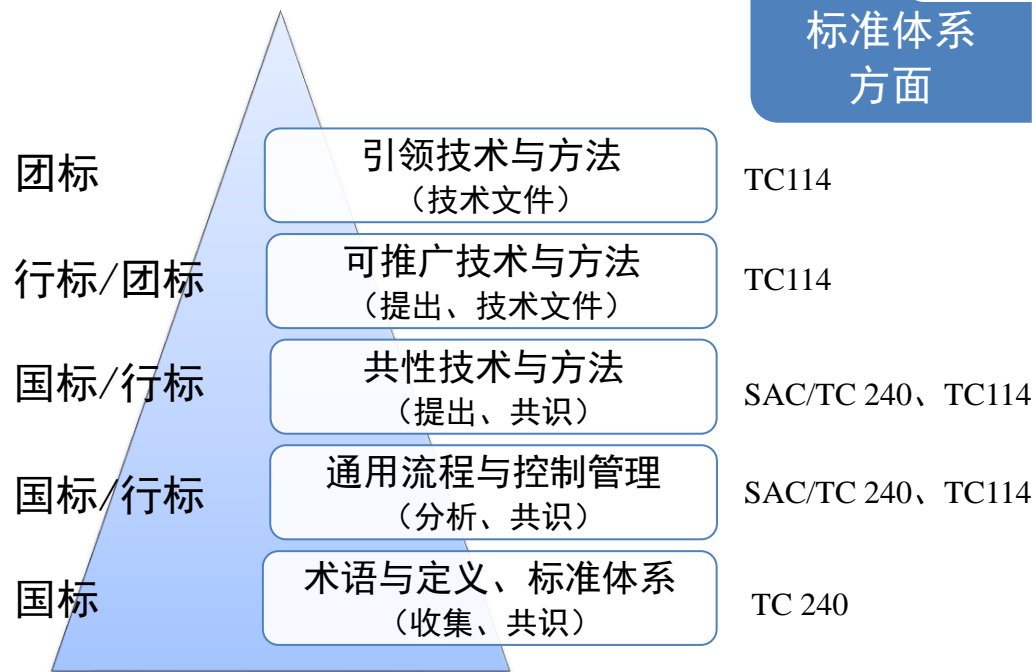 标准体系
方面
团标
引领技术与方法
（技术文件）
TC114
行标/团标
可推广技术与方法
（提出、技术文件）
TC114
国标/行标
共性技术与方法
（提出、共识）
SAC/TC 240、TC114
国标/行标
通用流程与控制管理
（分析、共识）
SAC/TC 240、TC114
国标
术语与定义、标准体系
（收集、共识）
TC 240